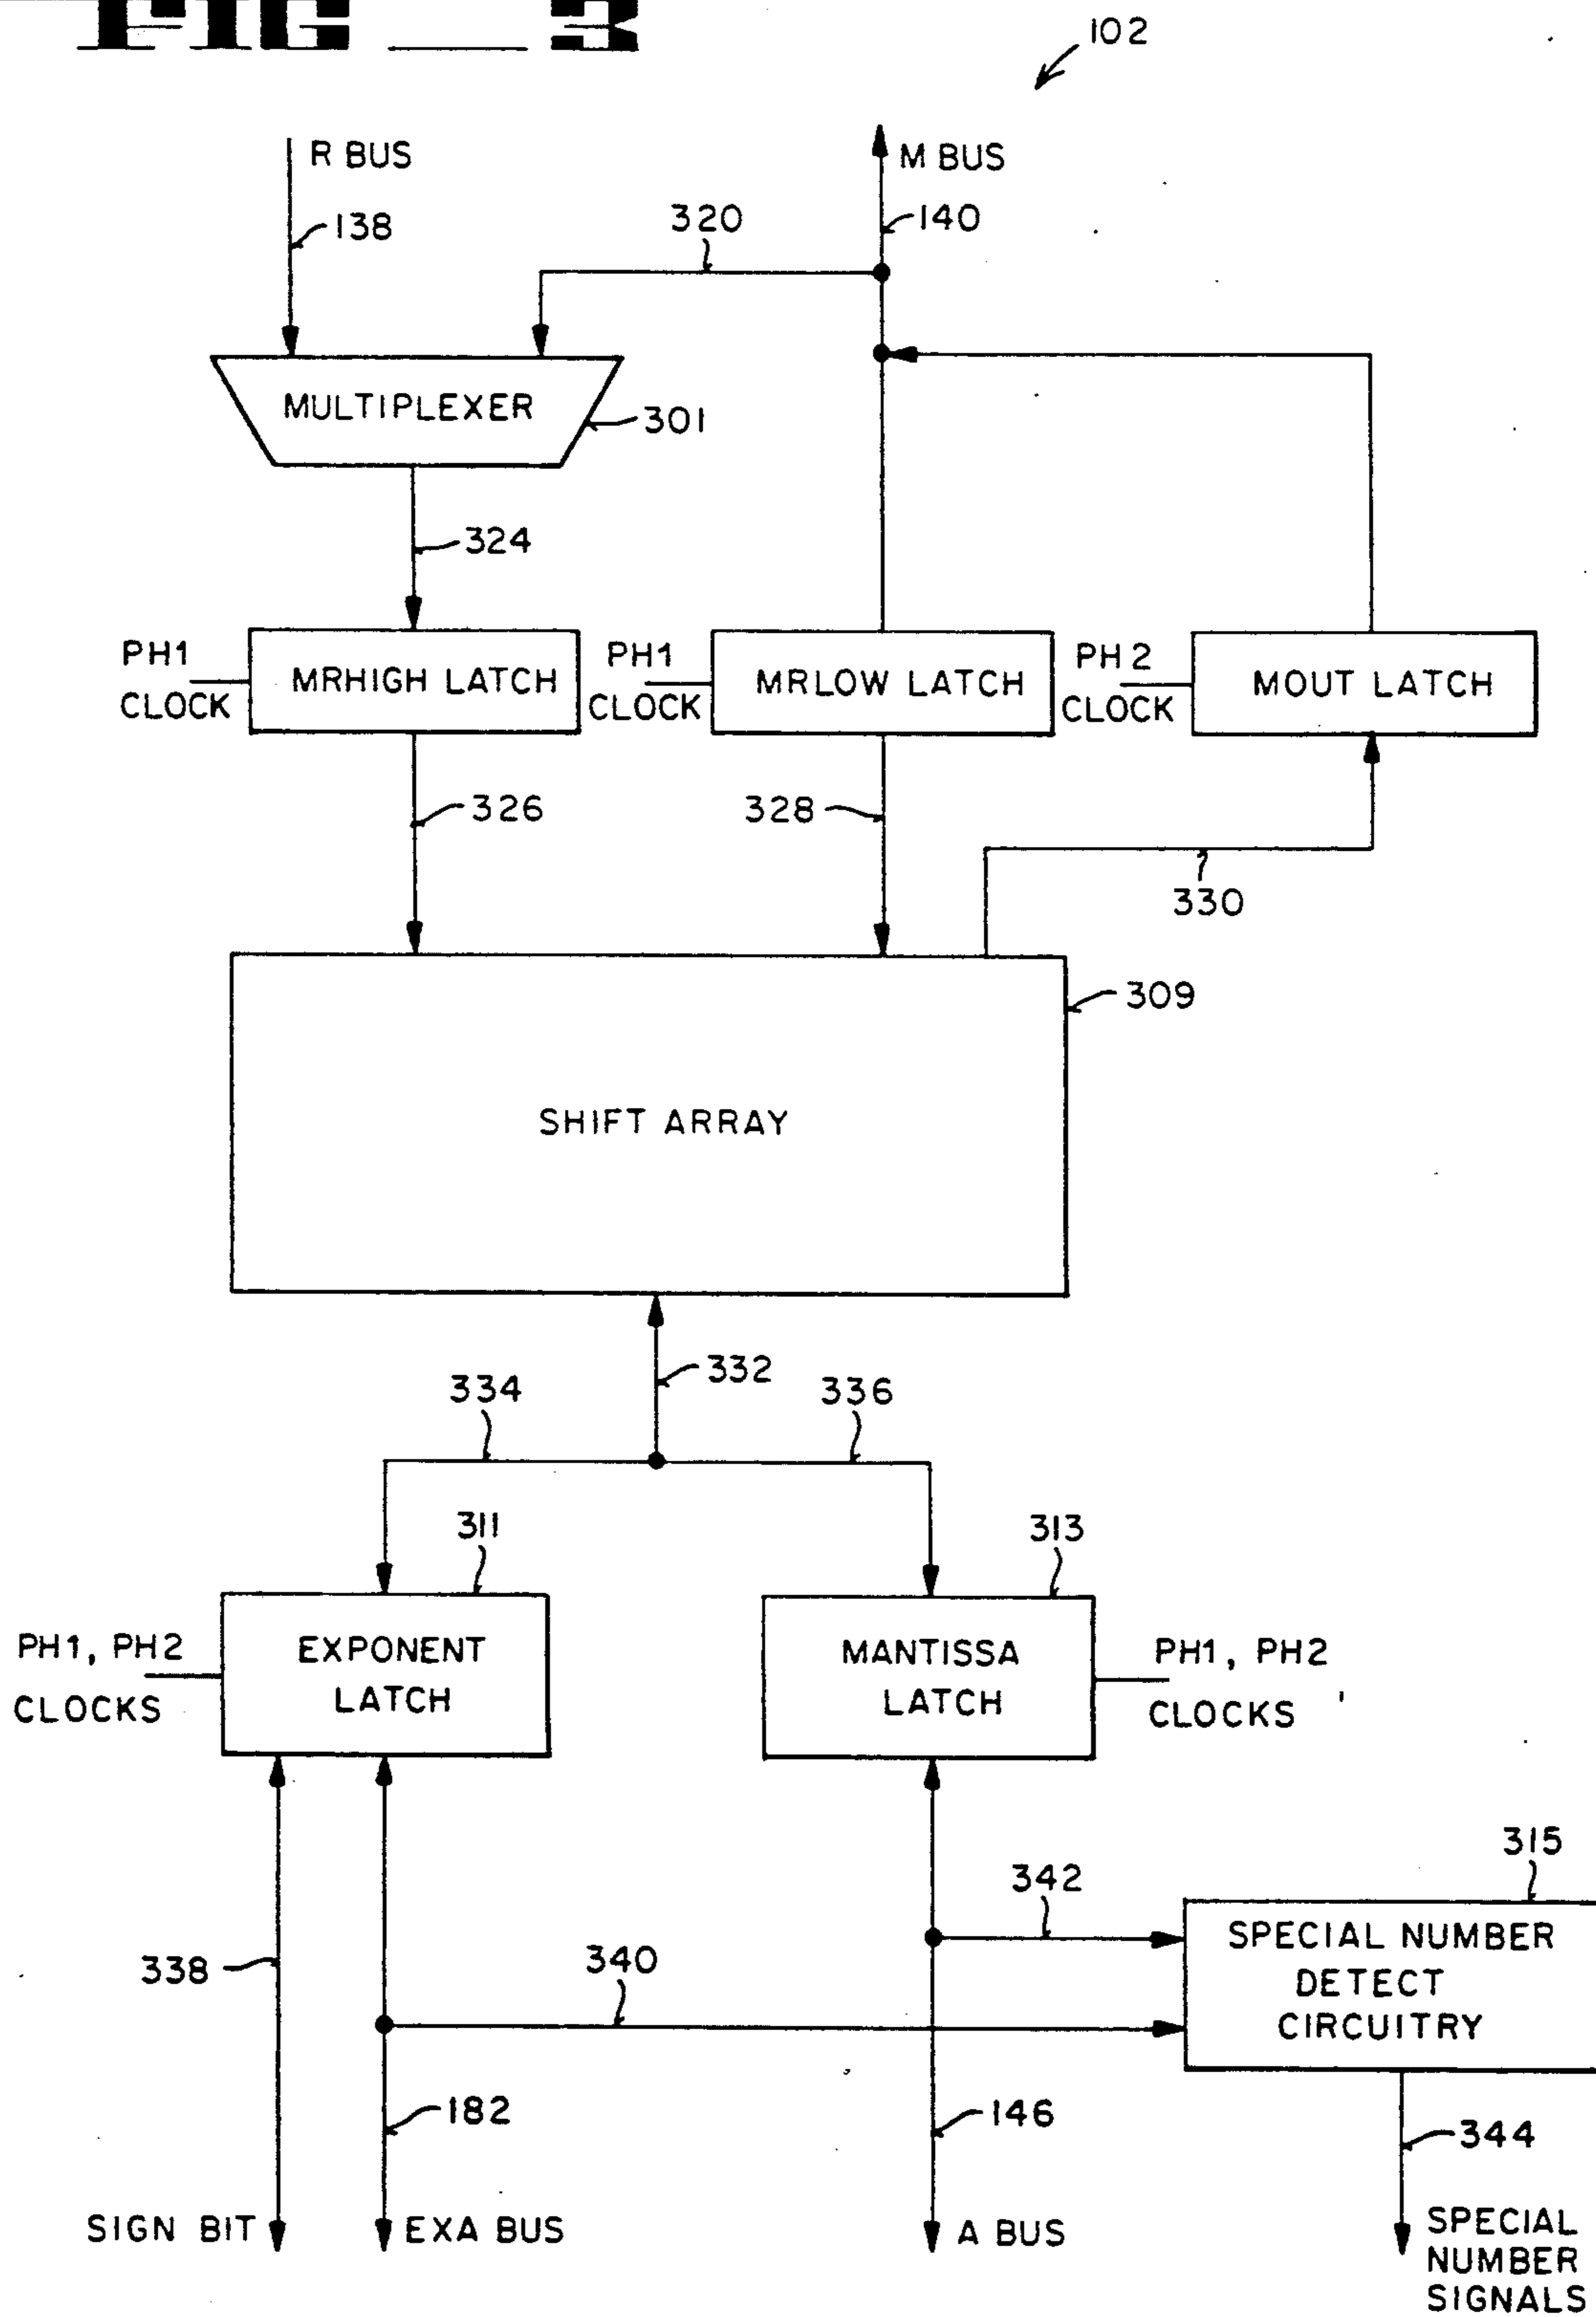 FIG 3
102
R BUS
M BUS
138
320
140
MULTIPLEXER
301
324
PH1
CLOCK
MRHIGH LATCH
PH1
CLOCK
MRLOW LATCH
PH2
CLOCK
MOUT LATCH
326
328
330
309
SHIFT ARRAY
332
334
336
311
313
PH1, PH2
CLOCKS
EXPONENT
LATCH
MANTISSA
LATCH
PH1, PH2
CLOCKS
315
342
SPECIAL NUMBER
DETECT
CIRCUITRY
338
340
182
146
344
SIGN BIT
EXA BUS
A BUS
SPECIAL
NUMBER
SIGNALS